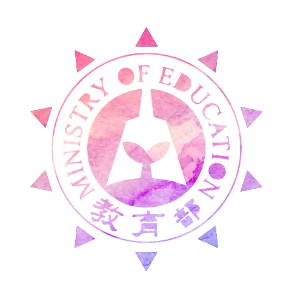 MINISTRY OF EDUCATION
教育部